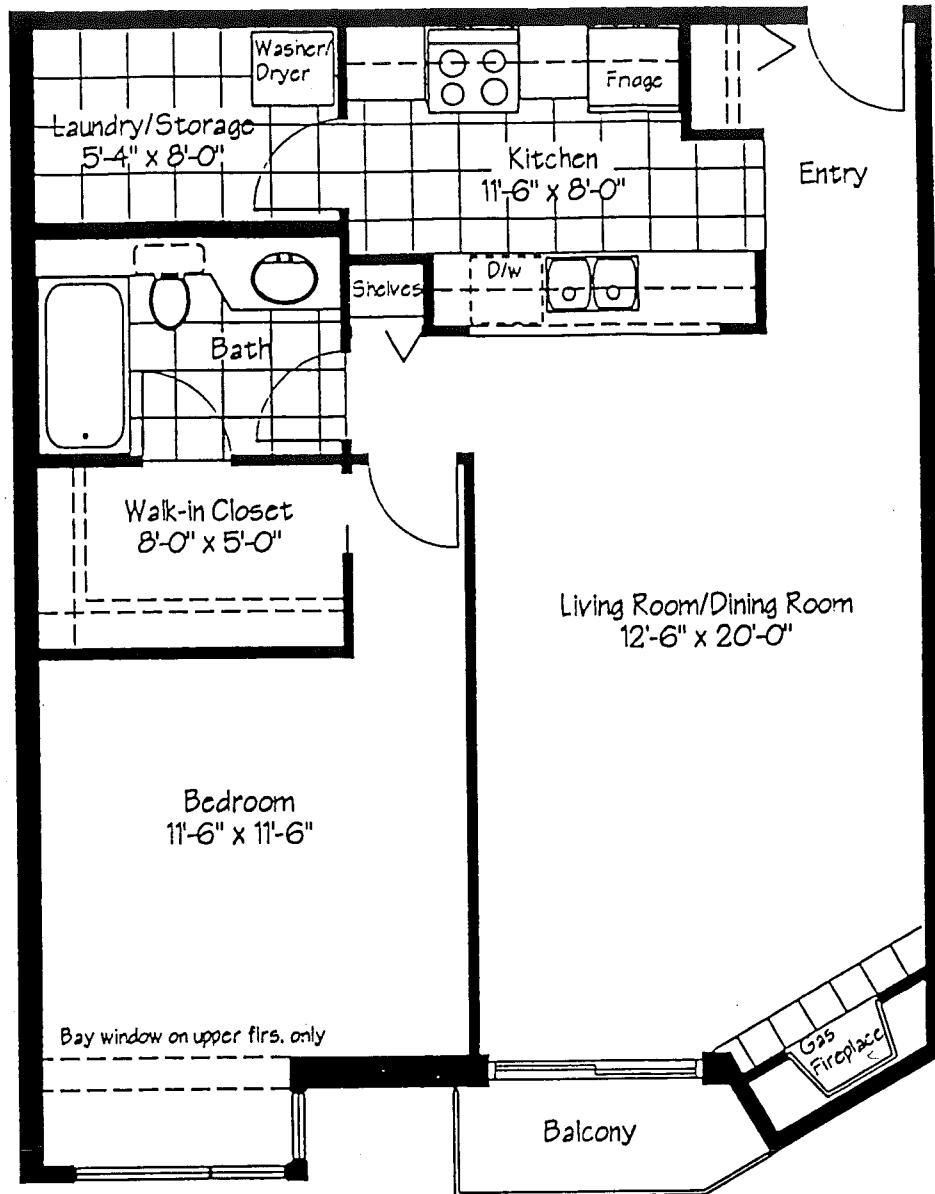 Washer/
Dryer
Fridge
Laundry/Storage
5'-4" x 8'-0"
Kitchen
11'-6" x 8'-0"
Entry
D/w
Shelves
Bath
Walk-in Closet
8'-0" x 5'-0"
Living Room/Dining Room
12'-6" x 20'-0"
Bedroom
11'-6" x 11'-6"
Bay window on upper flrs. only
Gas
Fireplace
Balcony